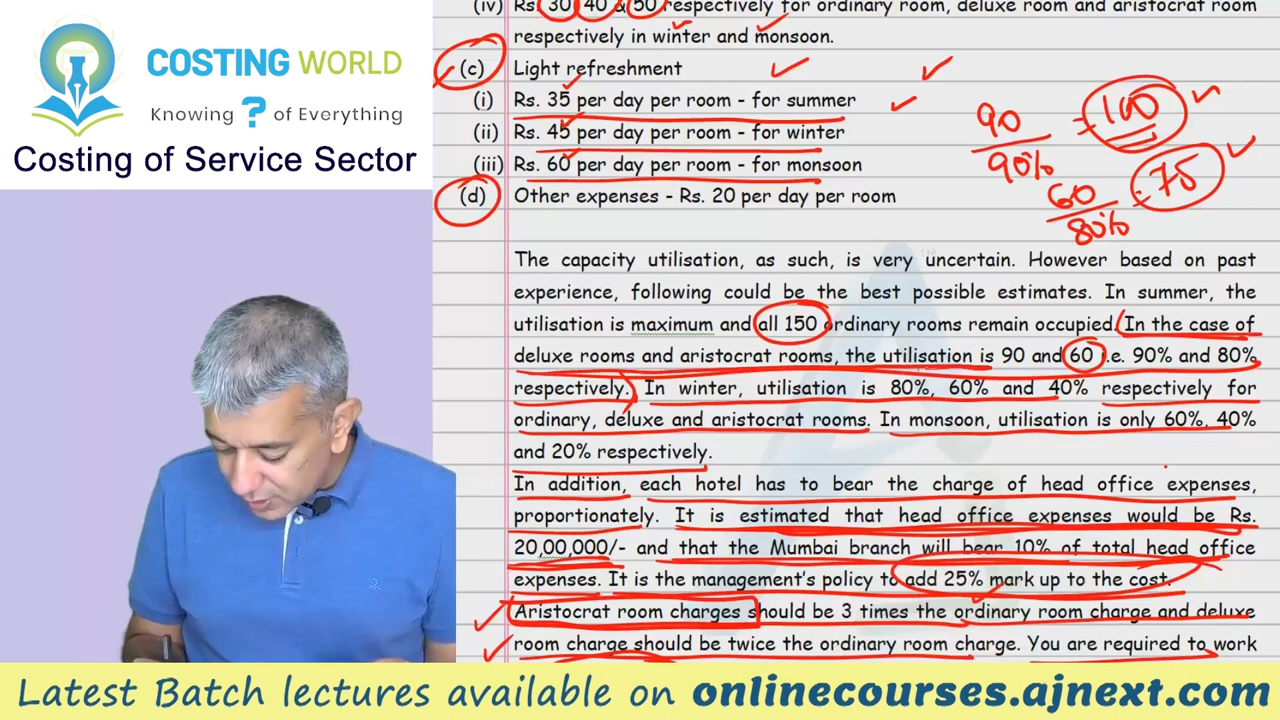 COSTING WORLD
Knowing ? of Everything
Costing of Service Sector
(iv) Rs. 30 40 & 50 respectively for ordinary room, deluxe room and aristocrat room
respectively in winter and monsoon.
(c) Light refreshment
(i) Rs. 35 per day per room - for summer
(ii) Rs. 45 per day per room - for winter
(iii) Rs. 60 per day per room - for monsoon
(d) Other expenses - Rs. 20 per day per room
90
90%
= 100
60
80%
= 75
The capacity utilisation, as such, is very uncertain. However based on past
experience, following could be the best possible estimates. In summer, the
utilisation is maximum and all 150 ordinary rooms remain occupied. In the case of
deluxe rooms and aristocrat rooms, the utilisation is 90 and 60 i.e. 90% and 80%
respectively. In winter, utilisation is 80%, 60% and 40% respectively for
ordinary, deluxe and aristocrat rooms. In monsoon, utilisation is only 60%, 40%
and 20% respectively.
In addition, each hotel has to bear the charge of head office expenses,
proportionately. It is estimated that head office expenses would be Rs.
20,00,000/- and that the Mumbai branch will bear 10% of total head office
expenses. It is the management's policy to add 25% mark up to the cost.
Aristocrat room charges should be 3 times the ordinary room charge and deluxe
room charge should be twice the ordinary room charge. You are required to work
Latest Batch lectures available on onlinecourses.ajnext.com